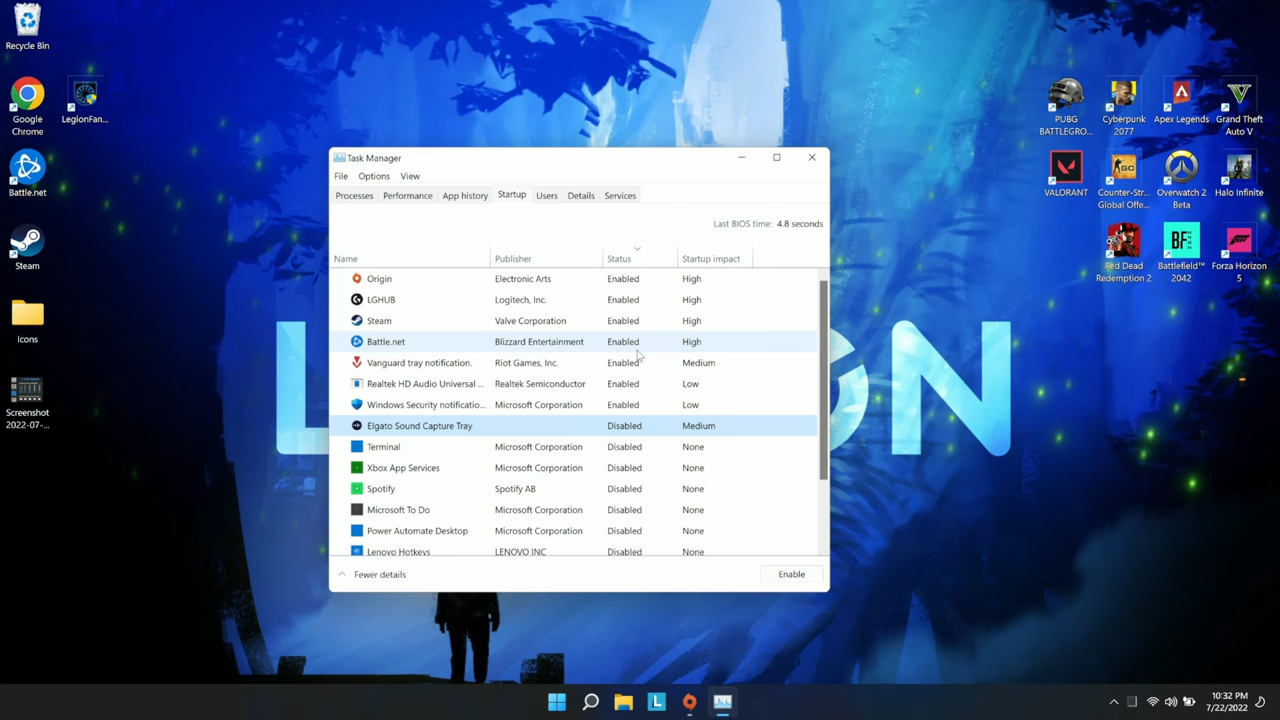 Recycle Bin
Google
Chrome
LegionFan...
Battle.net
Steam
Icons
Screenshot
2022-07-...
PUBG
BATTLEGRO...
Cyberpunk
2077
Apex Legends
Grand Theft
Auto V
VALORANT
Counter-Str...
Global Offe...
Overwatch 2
Beta
Halo Infinite
Red Dead
Redemption 2
Battlefield™
2042
Forza Horizon
5
Task Manager
File Options View
Processes Performance App history Startup Users Details Services
Last BIOS time: 4.8 seconds
Name Publisher Status Startup impact
Origin Electronic Arts Enabled High
LGHUB Logitech, Inc. Enabled High
Steam Valve Corporation Enabled High
Battle.net Blizzard Entertainment Enabled High
Vanguard tray notification. Riot Games, Inc. Enabled Medium
Realtek HD Audio Universal ... Realtek Semiconductor Enabled Low
Windows Security notificatio... Microsoft Corporation Enabled Low
Elgato Sound Capture Tray Disabled Medium
Terminal Microsoft Corporation Disabled None
Xbox App Services Microsoft Corporation Disabled None
Spotify Spotify AB Disabled None
Microsoft To Do Microsoft Corporation Disabled None
Power Automate Desktop Microsoft Corporation Disabled None
Lenovo Hotkeys LENOVO INC Disabled None
Fewer details Enable
10:32 PM
7/22/2022